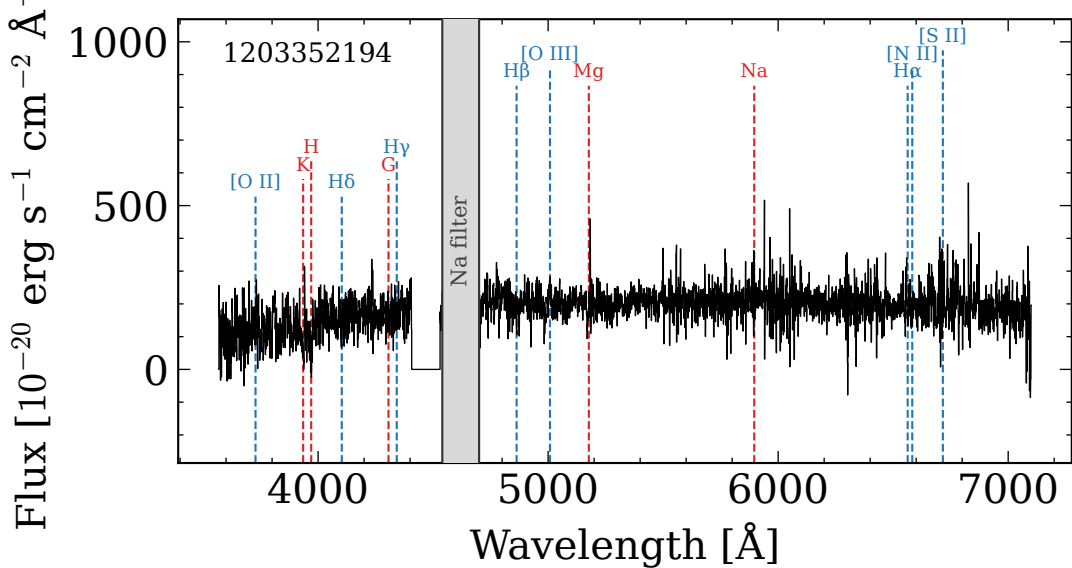 1203352194
[S II]
[N II]
[O III]
Hβ
Mg
Na
Hα
H
Hγ
K
G
[O II]
Hδ
Na filter
1000
500
0
4000
5000
6000
7000
Wavelength [Å]
Flux [10⁻²⁰ erg s⁻¹ cm⁻² Å⁻